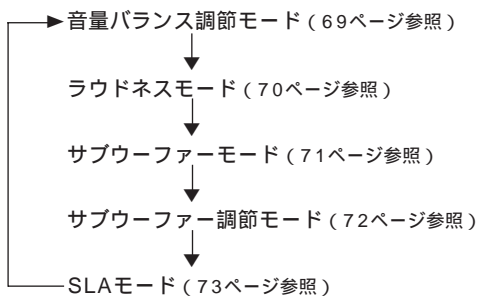 音量バランス調節モード（69ページ参照）
ラウドネスモード（70ページ参照）
サブウーファーモード（71ページ参照）
サブウーファー調節モード（72ページ参照）
SLAモード（73ページ参照）